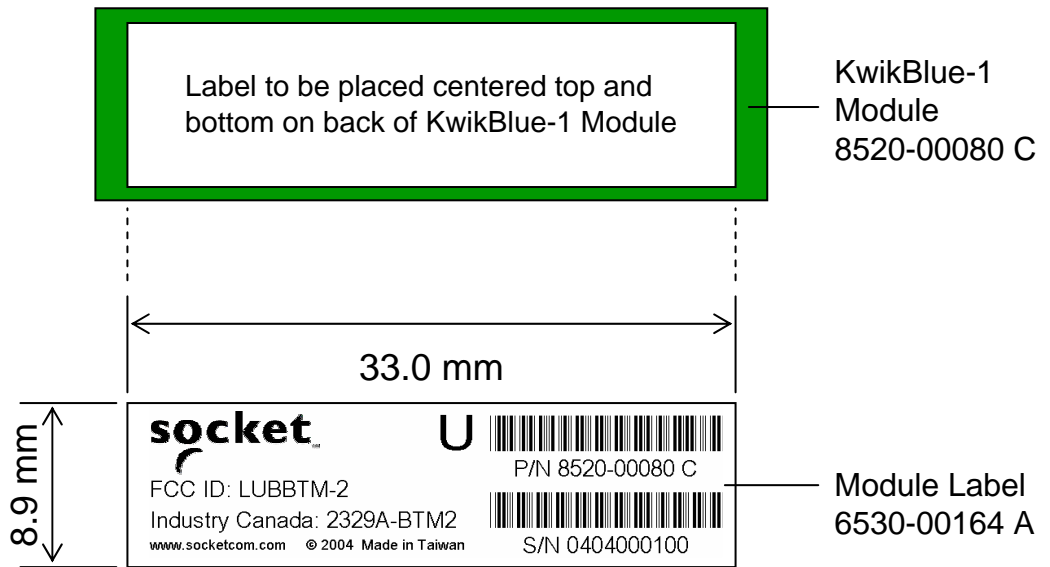 Label to be placed centered top and
bottom on back of KwikBlue-1 Module
KwikBlue-1
Module
8520-00080 C
33.0 mm
8.9 mm
socket™
U
P/N 8520-00080 C
FCC ID: LUBBTM-2
Industry Canada: 2329A-BTM2
www.socketcom.com © 2004 Made in Taiwan
S/N 0404000100
Module Label
6530-00164 A